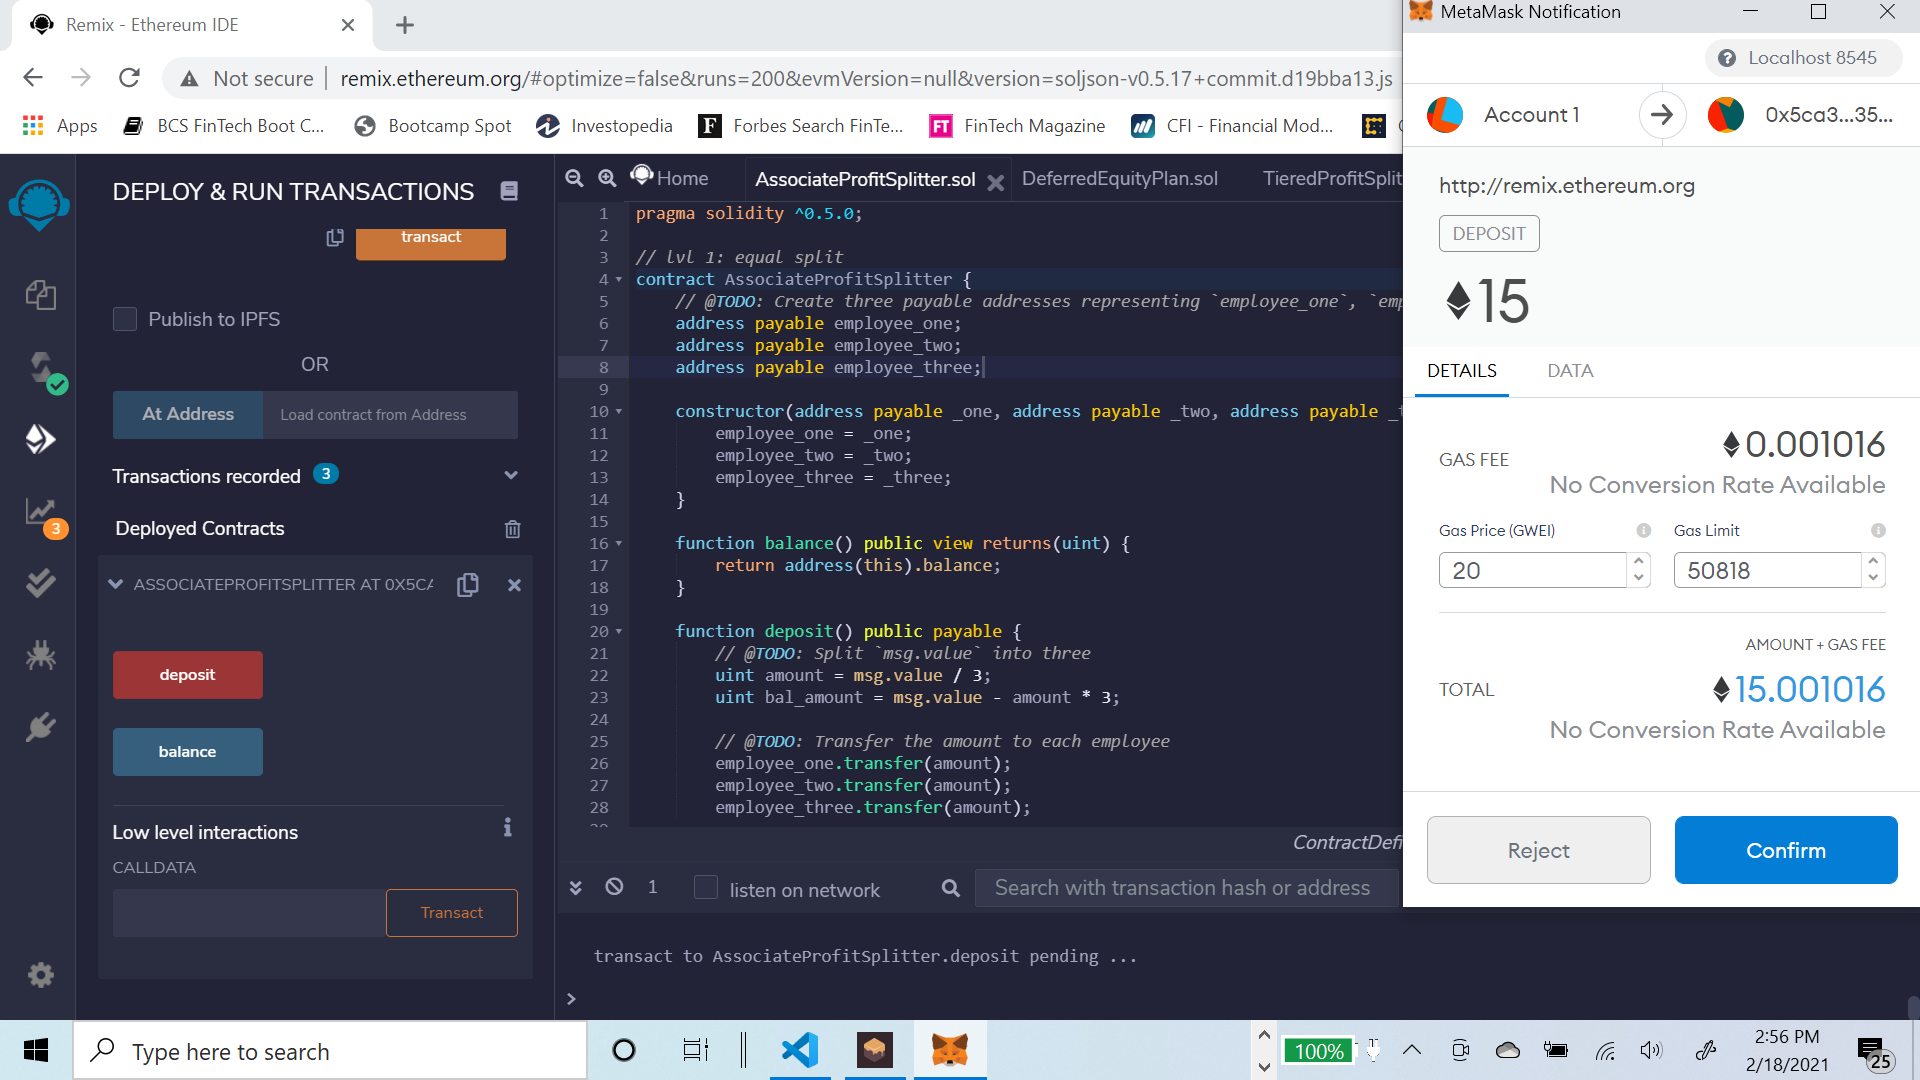 Remix - Ethereum IDE
Not secure
remix.ethereum.org/#optimize=false&runs=200&evmVersion=null&version=soljson-v0.5.17+commit.d19bba13.js
Apps
BCS FinTech Boot C...
Bootcamp Spot
Investopedia
F
Forbes Search FinTe...
FT
FinTech Magazine
CFI - Financial Mod...
DEPLOY & RUN TRANSACTIONS
transact
Publish to IPFS
OR
At Address
Load contract from Address
Transactions recorded
3
Deployed Contracts
3
ASSOCIATEPROFITSPLITTER AT 0X5CA
deposit
balance
Low level interactions
CALLDATA
Transact
Home
AssociateProfitSplitter.sol
DeferredEquityPlan.sol
TieredProfitSplit
1 pragma solidity ^0.5.0;
2
3 // lvl 1: equal split
4 contract AssociateProfitSplitter {
5 // @TODO: Create three payable addresses representing `employee_one`, `emp
6 address payable employee_one;
7 address payable employee_two;
8 address payable employee_three;
9
10 constructor(address payable _one, address payable _two, address payable _t
11 employee_one = _one;
12 employee_two = _two;
13 employee_three = _three;
14 }
15
16 function balance() public view returns(uint) {
17 return address(this).balance;
18 }
19
20 function deposit() public payable {
21 // @TODO: Split `msg.value` into three
22 uint amount = msg.value / 3;
23 uint bal_amount = msg.value - amount * 3;
24
25 // @TODO: Transfer the amount to each employee
26 employee_one.transfer(amount);
27 employee_two.transfer(amount);
28 employee_three.transfer(amount);
ContractDefi
1
listen on network
Search with transaction hash or address
transact to AssociateProfitSplitter.deposit pending ...
>
MetaMask Notification
Localhost 8545
Account 1
0x5ca3...35...
http://remix.ethereum.org
DEPOSIT
15
DETAILS
DATA
GAS FEE
0.001016
No Conversion Rate Available
Gas Price (GWEI)
Gas Limit
20
50818
AMOUNT + GAS FEE
TOTAL
15.001016
No Conversion Rate Available
Reject
Confirm
Type here to search
100%
2:56 PM
2/18/2021
25